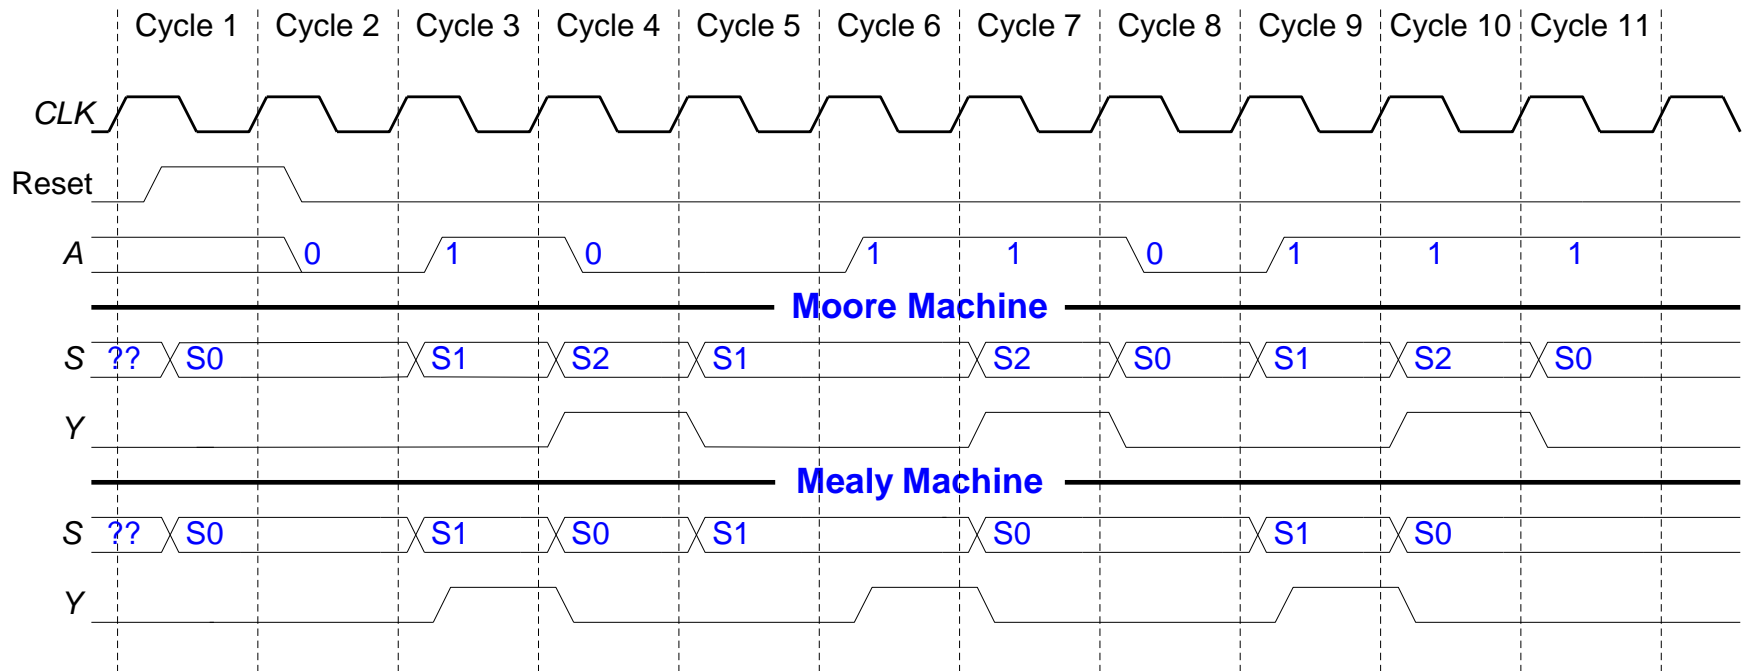 Cycle 1 Cycle 2 Cycle 3 Cycle 4 Cycle 5 Cycle 6 Cycle 7 Cycle 8 Cycle 9 Cycle 10 Cycle 11
CLK
Reset
A 0 1 0 1 1 0 1 1 1
Moore Machine
S ?? S0 S1 S2 S1 S2 S0 S1 S2 S0
Y
Mealy Machine
S ?? S0 S1 S0 S1 S0 S1 S0
Y